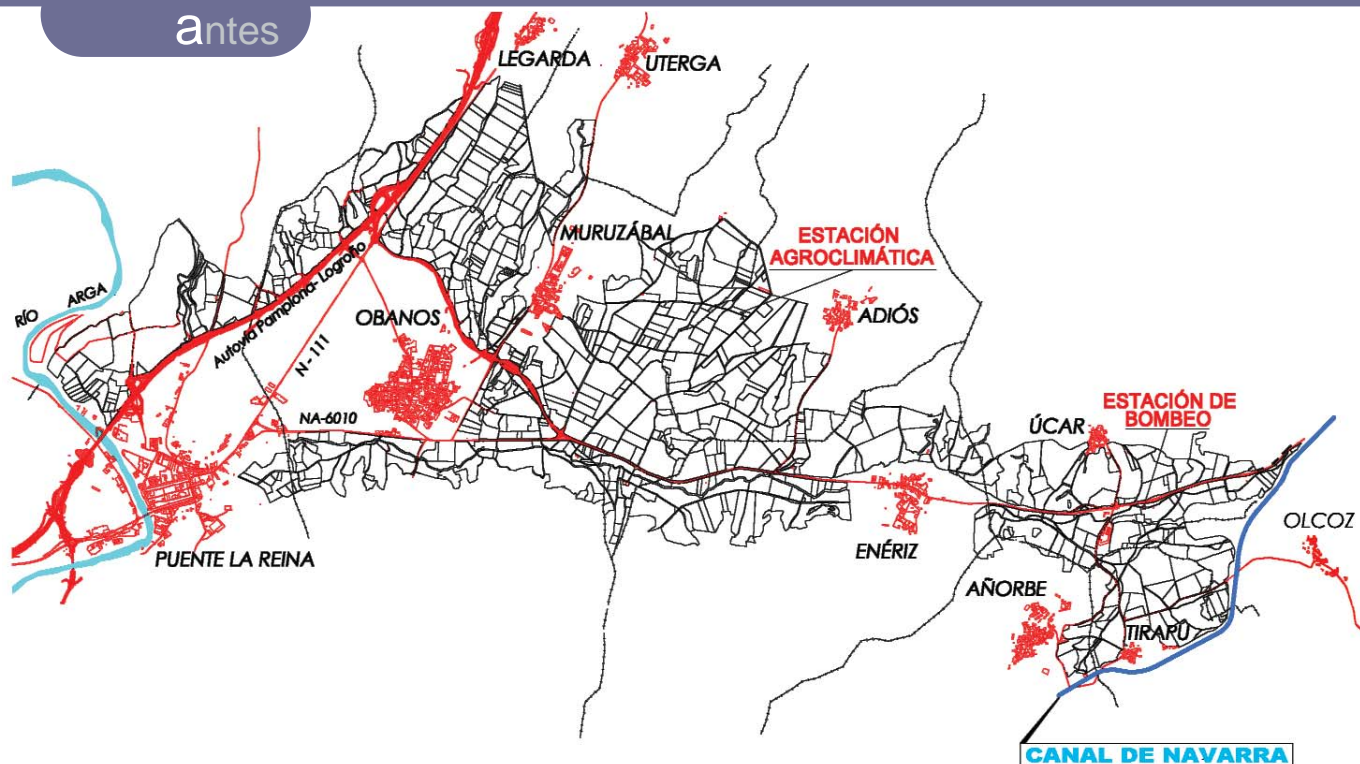 antes
LEGARDA
UTERGA
MURUZÁBAL
ESTACIÓN
AGROCLIMÁTICA
RÍO ARGA
Autovía Pamplona-Logroño
OBANOS
ADIÓS
N-111
NA-6010
ÚCAR
ESTACIÓN DE
BOMBEO
OLCOZ
PUENTE LA REINA
ENÉRIZ
AÑORBE
TIRAPU
CANAL DE NAVARRA